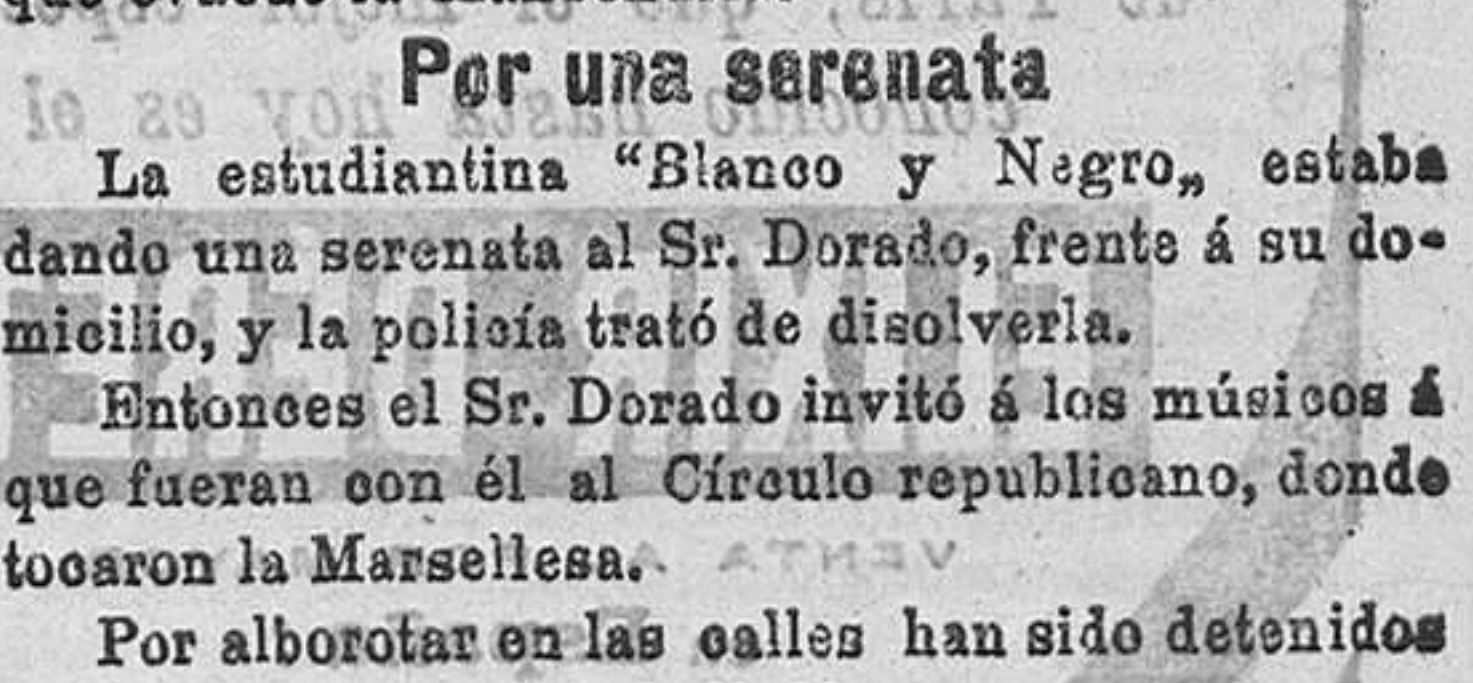 Por una serenata
La estudiantina “Blanco y Negro„ estaba
dando una serenata al Sr. Dorado, frente á su do-
micilio, y la policía trató de disolverla.
Entonces el Sr. Dorado invitó á los músicos á
que fueran con él al Círculo republicano, donde
tocaron la Marsellesa.
Por alborotar en las calles han sido detenidos